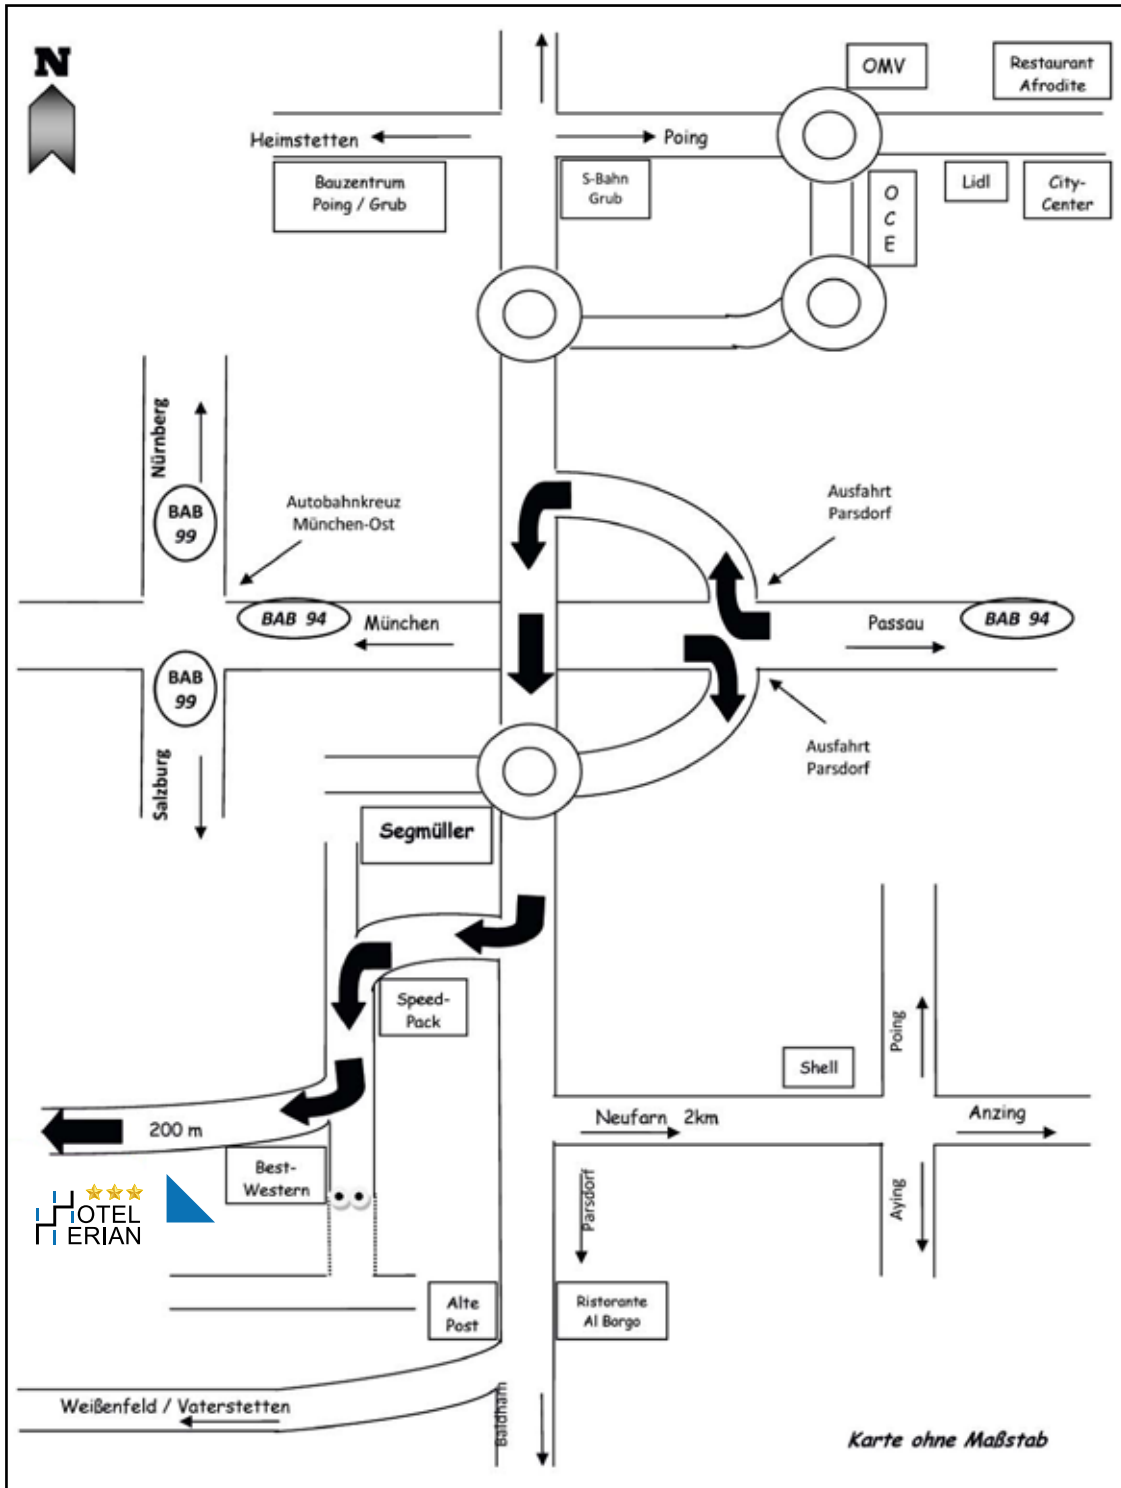 N
OMV
Restaurant
Afrodite
Heimstetten
Poing
Bauzentrum
Poing / Grub
S-Bahn
Grub
O
C
E
Lidl
City-
Center
Nürnberg
BAB
99
Autobahnkreuz
München-Ost
Ausfahrt
Parsdorf
BAB 94
München
Passau
BAB 94
BAB
99
Salzburg
Ausfahrt
Parsdorf
Segmüller
Speed-
Pack
Poing
Shell
200 m
Neufarn 2km
Anzing
Best-
Western
HOTEL
HERIAN
Parsdorf
Aying
Alte
Post
Ristorante
Al Borgo
Weißenfeld / Vaterstetten
Baldham
Karte ohne Maßstab